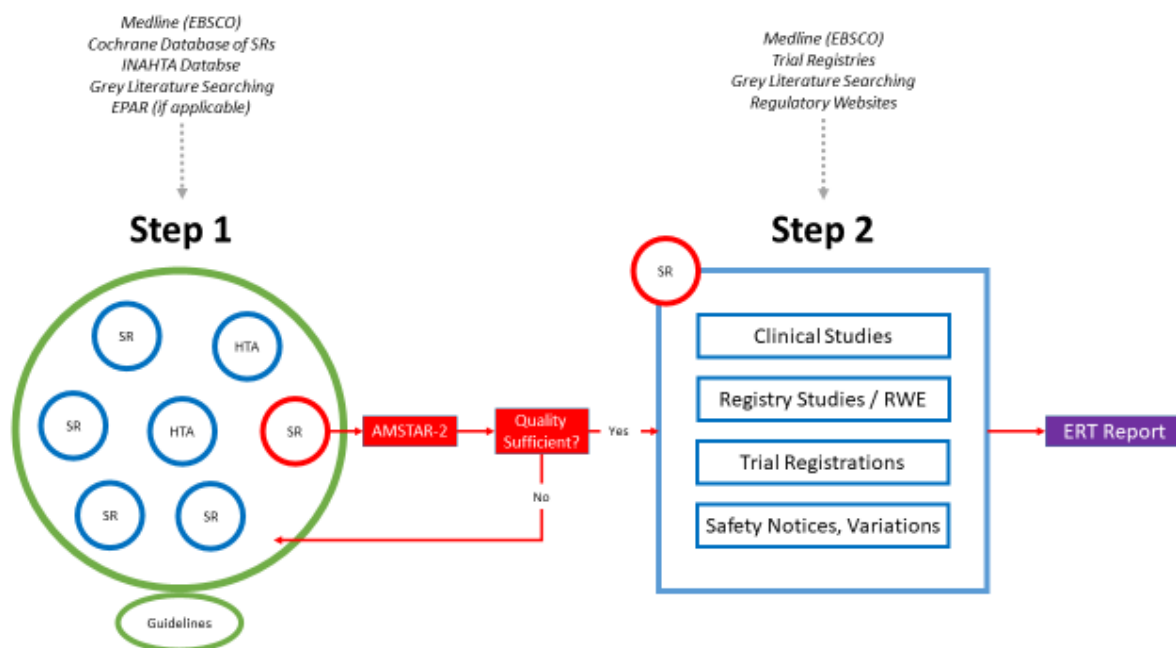 Medline (EBSCO)
Cochrane Database of SRs
INAHTA Databse
Grey Literature Searching
EPAR (if applicable)
Medline (EBSCO)
Trial Registries
Grey Literature Searching
Regulatory Websites
Step 1
Step 2
SR
SR
HTA
SR
HTA
SR
SR
SR
AMSTAR-2
Quality
Sufficient?
Yes
No
Clinical Studies
Registry Studies / RWE
Trial Registrations
Safety Notices, Variations
ERT Report
Guidelines